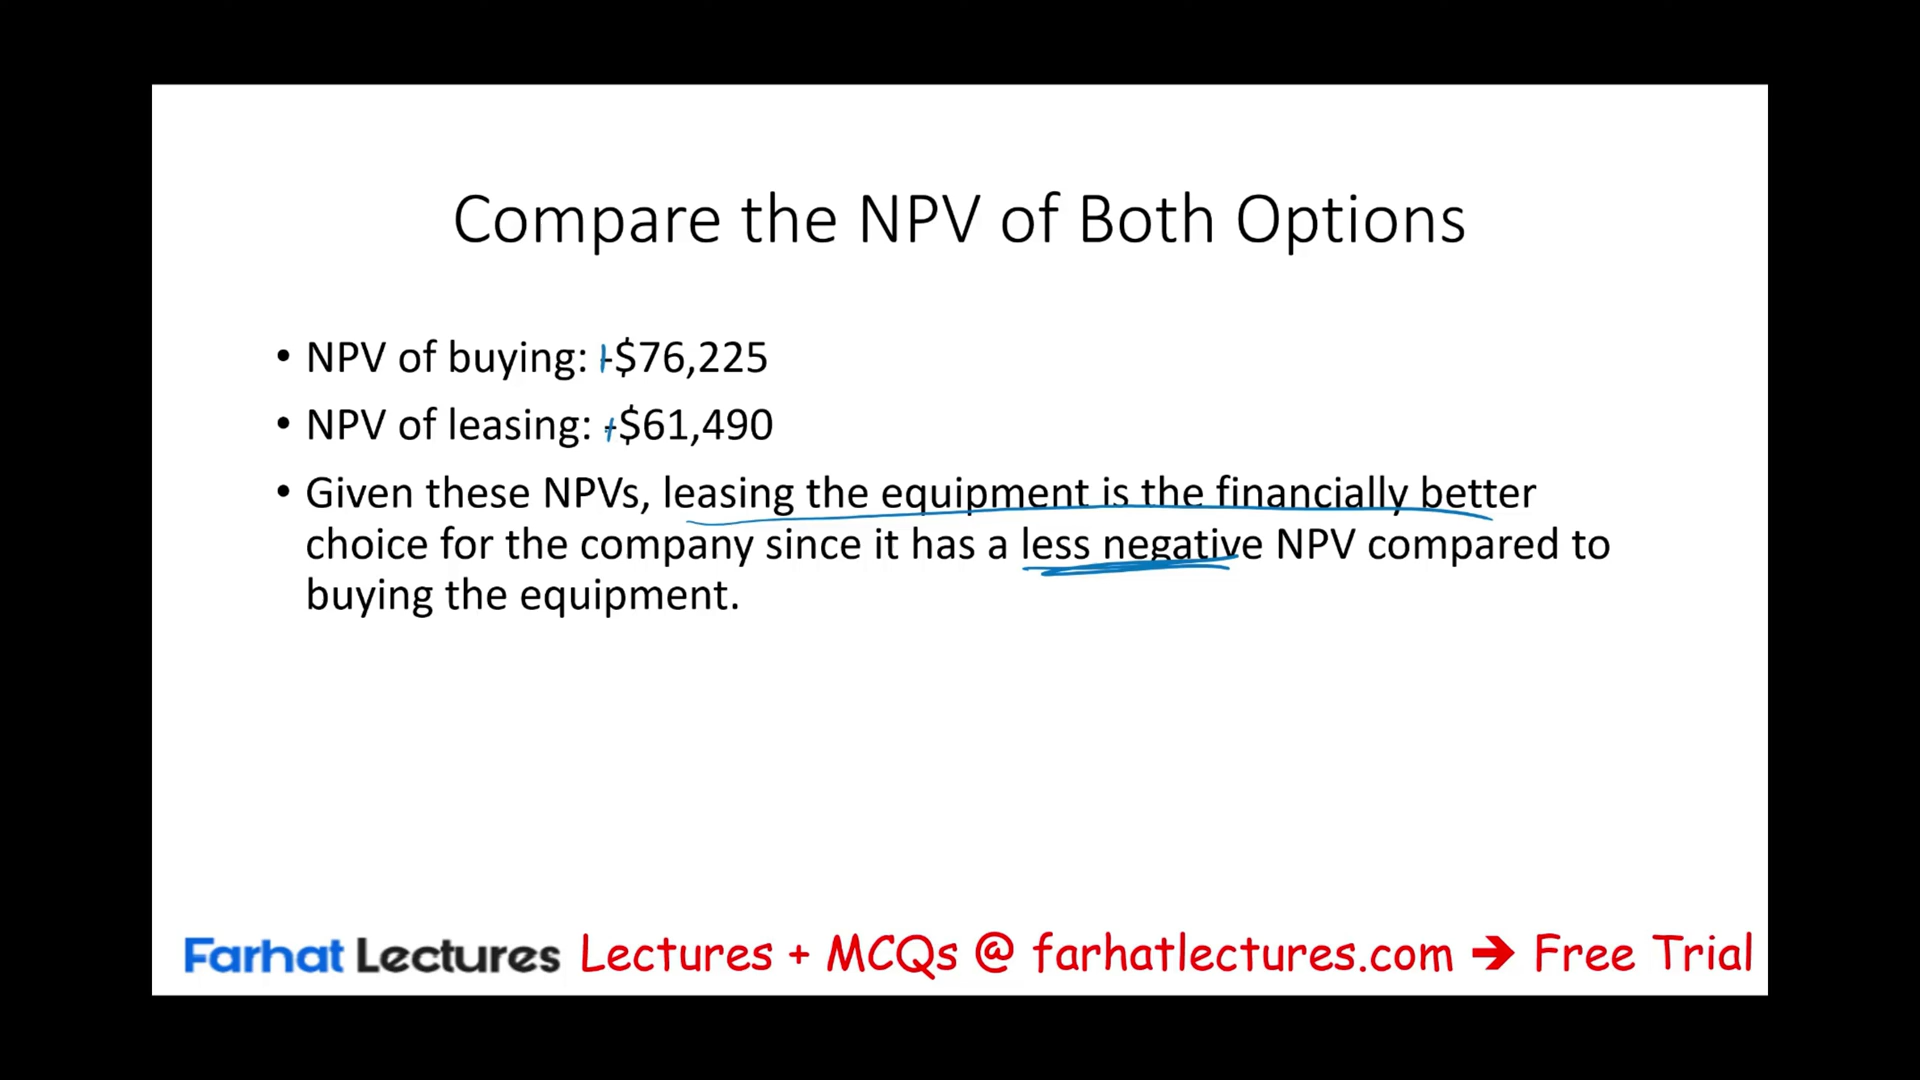 Compare the NPV of Both Options
• NPV of buying: -$76,225
• NPV of leasing: -$61,490
• Given these NPVs, leasing the equipment is the financially better
choice for the company since it has a less negative NPV compared to
buying the equipment.
Farhat Lectures Lectures + MCQs @ farhatlectures.com ➔ Free Trial